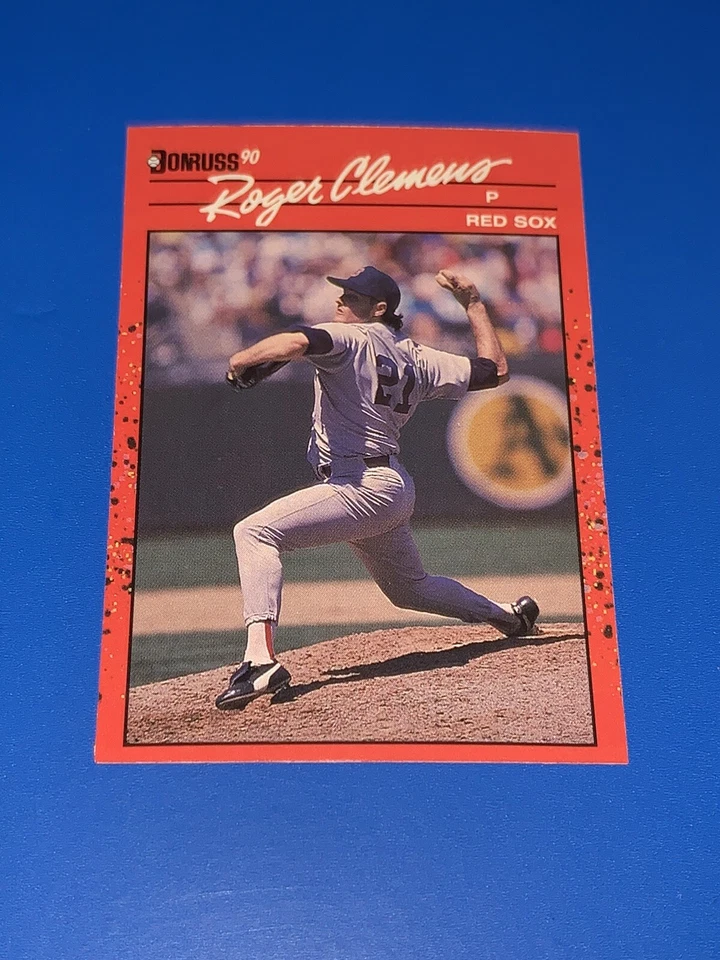 DONRUSS 90
Roger Clemens
P
RED SOX
21
A